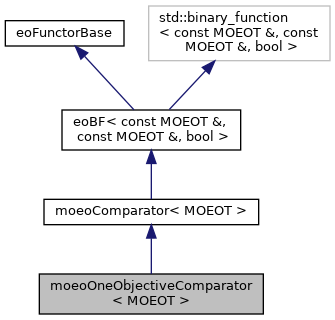 std::binary_function
< const MOEOT &, const
MOEOT &, bool >
eoFunctorBase
eoBF< const MOEOT &,
const MOEOT &, bool >
moeoComparator< MOEOT >
moeoOneObjectiveComparator
< MOEOT >